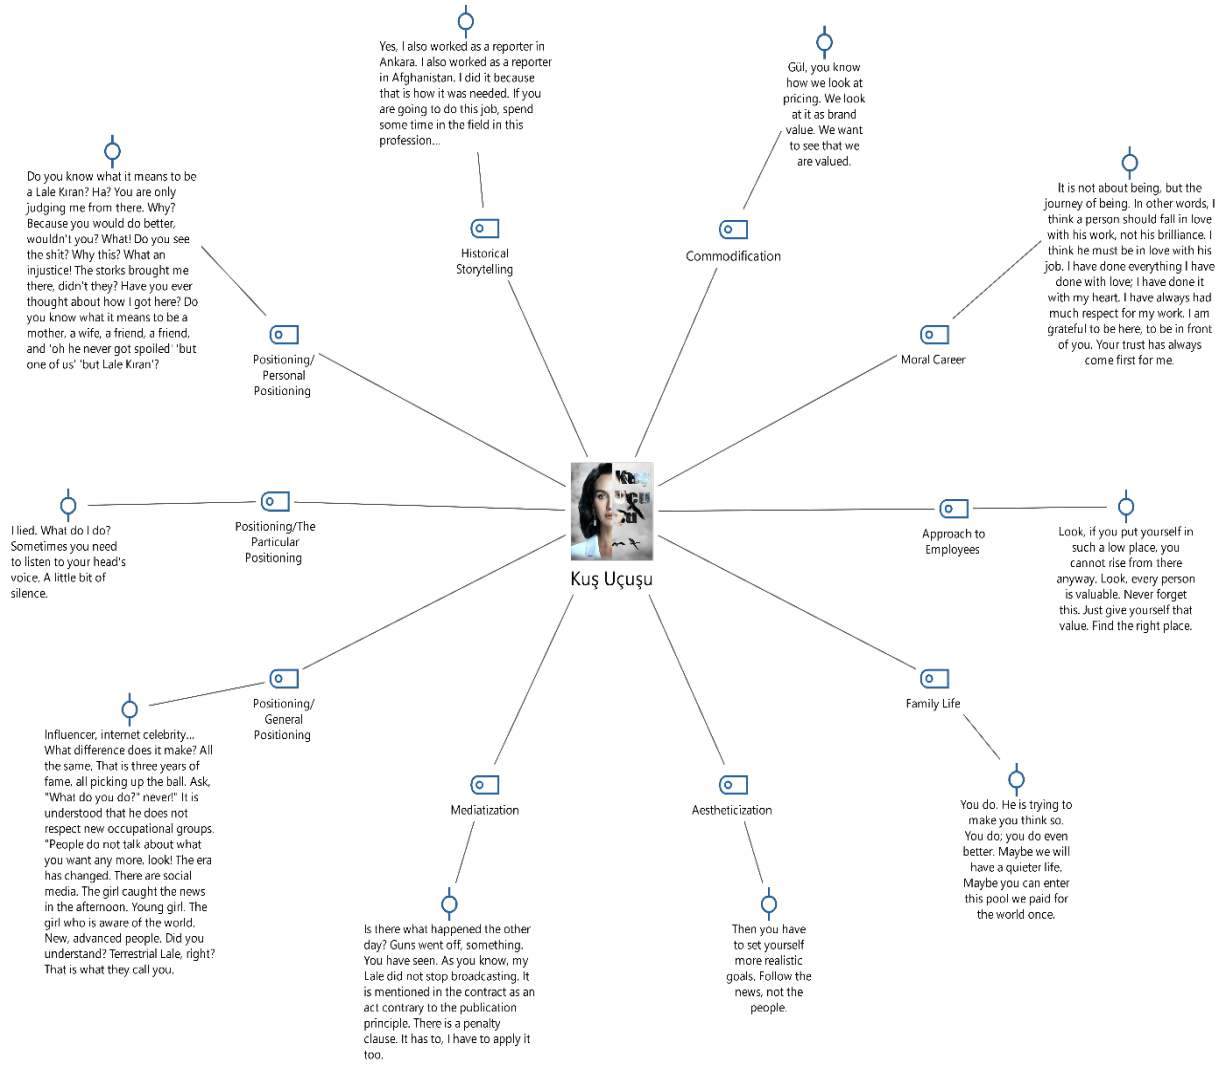 Yes, I also worked as a reporter in
Ankara. I also worked as a reporter
in Afghanistan. I did it because
that is how it was needed. If you
are going to do this job, spend
some time in the field in this
profession...
Historical
Storytelling
Gül, you know
how we look at
pricing. We look
at it as brand
value. We want
to see that we
are valued.
Commodification
Do you know what it means to be
a Lale Kıran? Ha? You are only
judging me from there. Why?
Because you would do better,
wouldn't you? What! Do you see
the shit? Why this? What an
injustice! The storks brought me
there, didn't they? Have you ever
thought about how I got here? Do
you know what it means to be a
mother, a wife, a friend, a friend,
and 'oh he never got spoiled' 'but
one of us' 'but Lale Kıran'?
Positioning/
Personal
Positioning
It is not about being, but the
journey of being. In other words, I
think a person should fall in love
with his work, not his brilliance. I
think he must be in love with his
job. I have done everything I have
done with love; I have done it
with my heart. I have always had
much respect for my work. I am
grateful to be here, to be in front
of you. Your trust has always
come first for me.
Moral Career
I lied. What do I do?
Sometimes you need
to listen to your head's
voice. A little bit of
silence.
Positioning/The
Particular
Positioning
Kuş Uçuşu
Approach to
Employees
Look, if you put yourself in
such a low place, you
cannot rise from there
anyway. Look, every person
is valuable. Never forget
this. Just give yourself that
value. Find the right place.
Positioning/
General
Positioning
Influencer, internet celebrity...
What difference does it make? All
the same. That is three years of
fame, all picking up the ball. Ask,
"What do you do?" never!" It is
understood that he does not
respect new occupational groups.
"People do not talk about what
you want any more, look! The era
has changed. There are social
media. The girl caught the news
in the afternoon. Young girl. The
girl who is aware of the world.
New, advanced people. Did you
understand? Terrestrial Lale, right?
That is what they call you.
Mediatization
Is there what happened the other
day? Guns went off, something.
You have seen. As you know, my
Lale did not stop broadcasting. It
is mentioned in the contract as an
act contrary to the publication
principle. There is a penalty
clause. It has to, I have to apply it
too.
Aestheticization
Then you have
to set yourself
more realistic
goals. Follow the
news, not the
people.
Family Life
You do. He is trying to
make you think so.
You do; you do even
better. Maybe we will
have a quieter life.
Maybe you can enter
this pool we paid for
the world once.